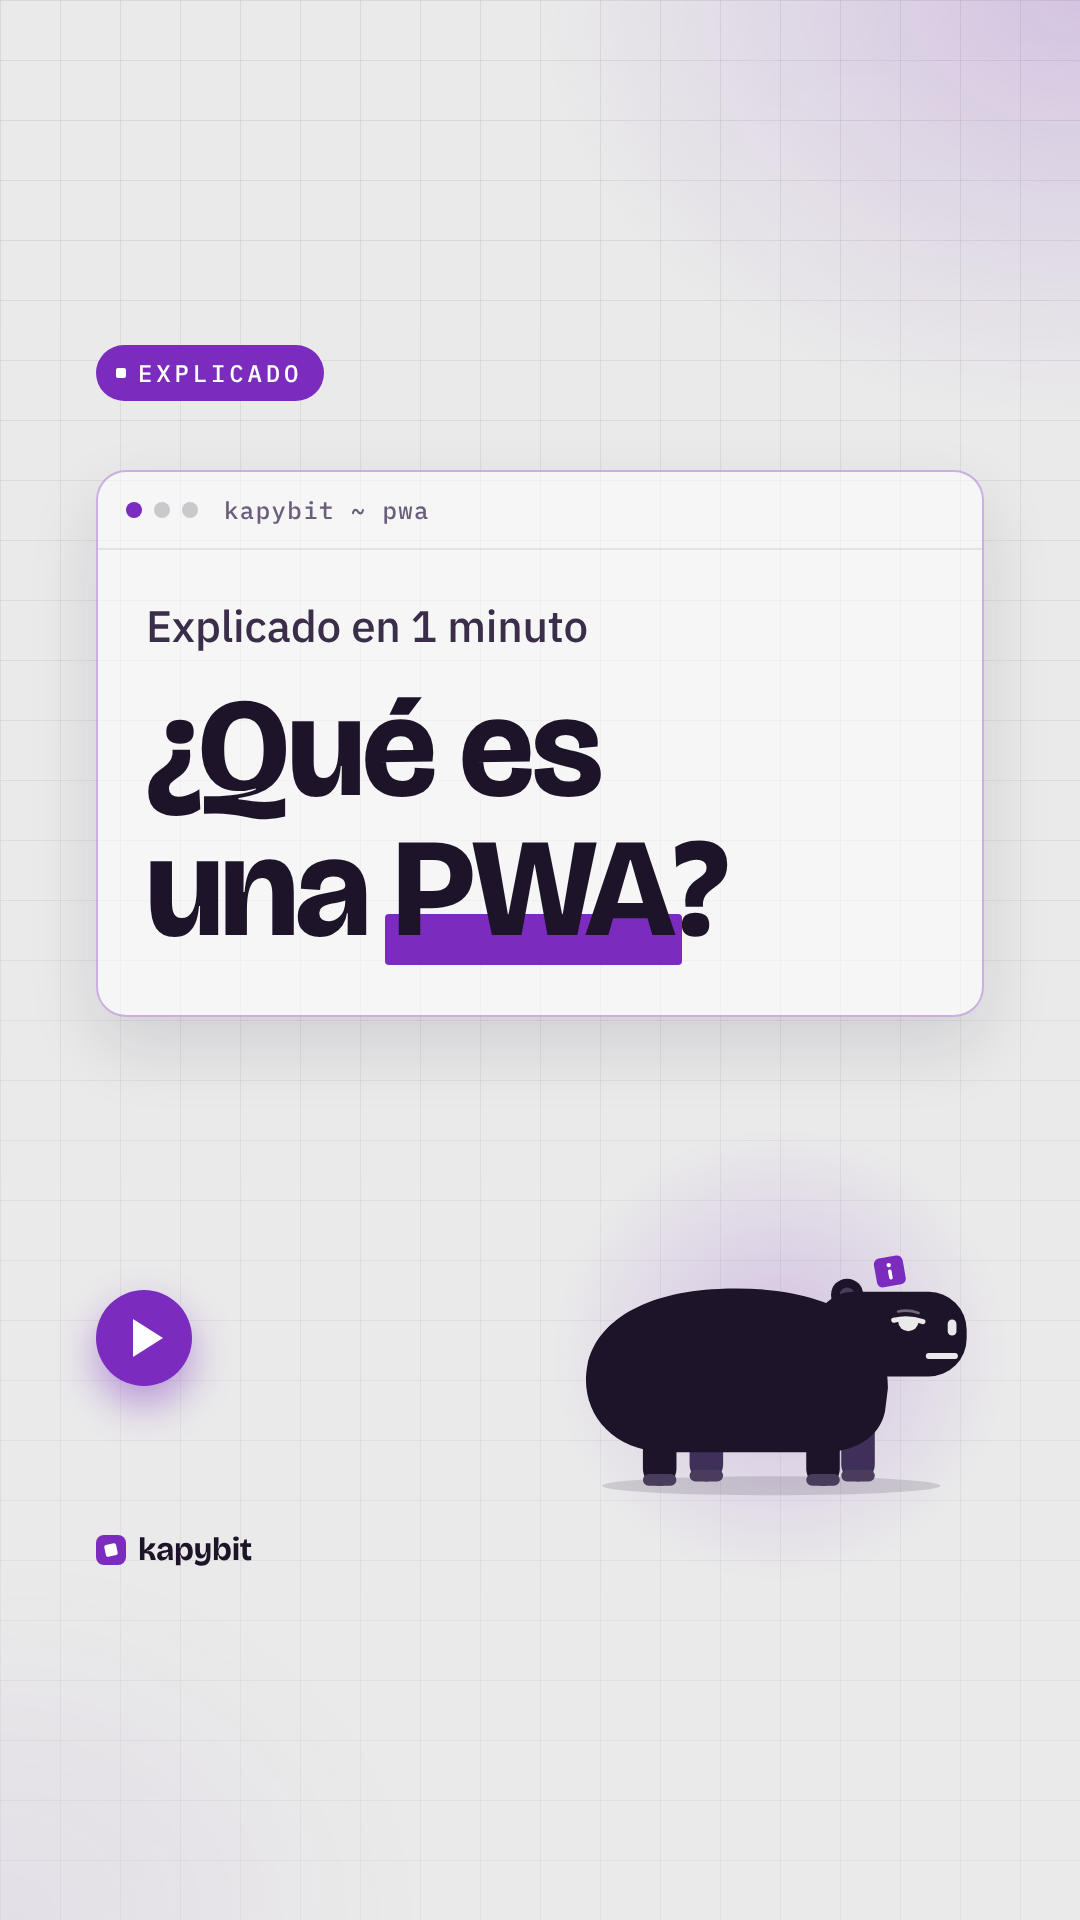 EXPLICADO
kapybit ~ pwa
Explicado en 1 minuto
¿Qué es
una PWA?
i
kapybit